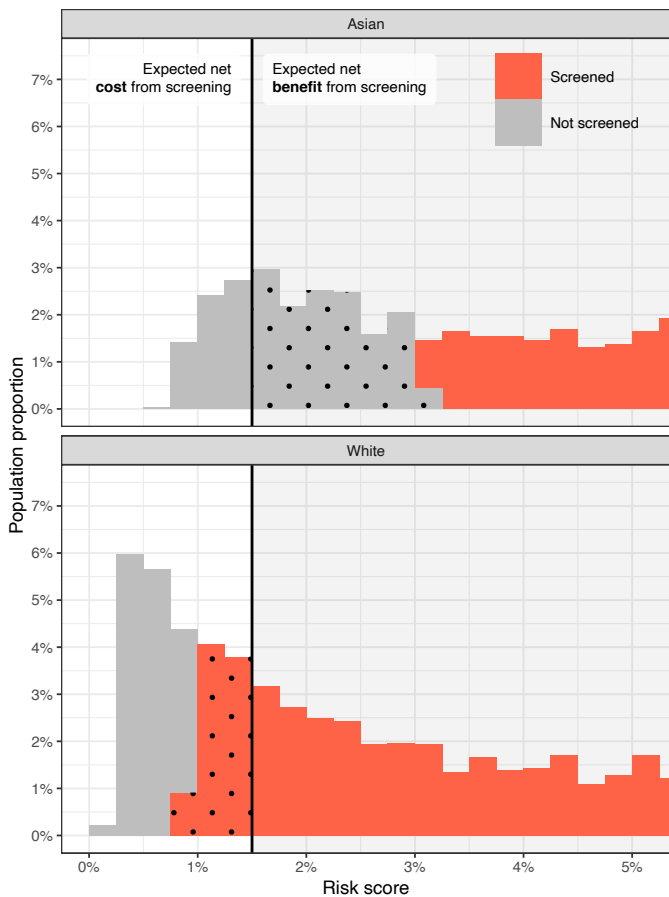 Asian
Expected net
cost from screening
Expected net
benefit from screening
Screened
Not screened
7%
6%
5%
4%
3%
2%
1%
0%
Population proportion
White
7%
6%
5%
4%
3%
2%
1%
0%
0% 1% 2% 3% 4% 5%
Risk score